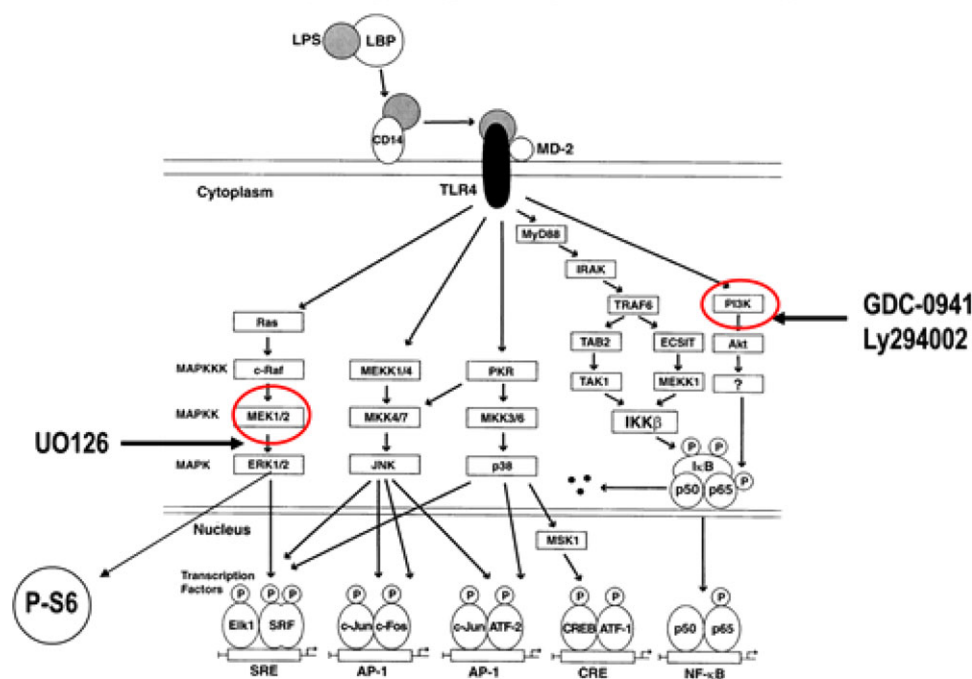 LPS
LBP
CD14
MD-2
Cytoplasm
TLR4
MyD88
IRAK
TRAF6
PI3K
GDC-0941
Ly294002
Ras
TAB2
ECSIT
Akt
MAPKKK
c-Raf
MEKK1/4
PKR
TAK1
MEKK1
?
MAPKK
MEK1/2
MKK4/7
MKK3/6
IKKβ
UO126
P P
MAPK
ERK1/2
JNK
p38
IκB
P
p50 p65
Nucleus
MSK1
P-S6
Transcription
Factors
P P P P P P P P P P
Elk1 SRF c-Jun c-Fos c-Jun ATF-2 CREB ATF-1 p50 p65
SRE AP-1 AP-1 CRE NF-κB